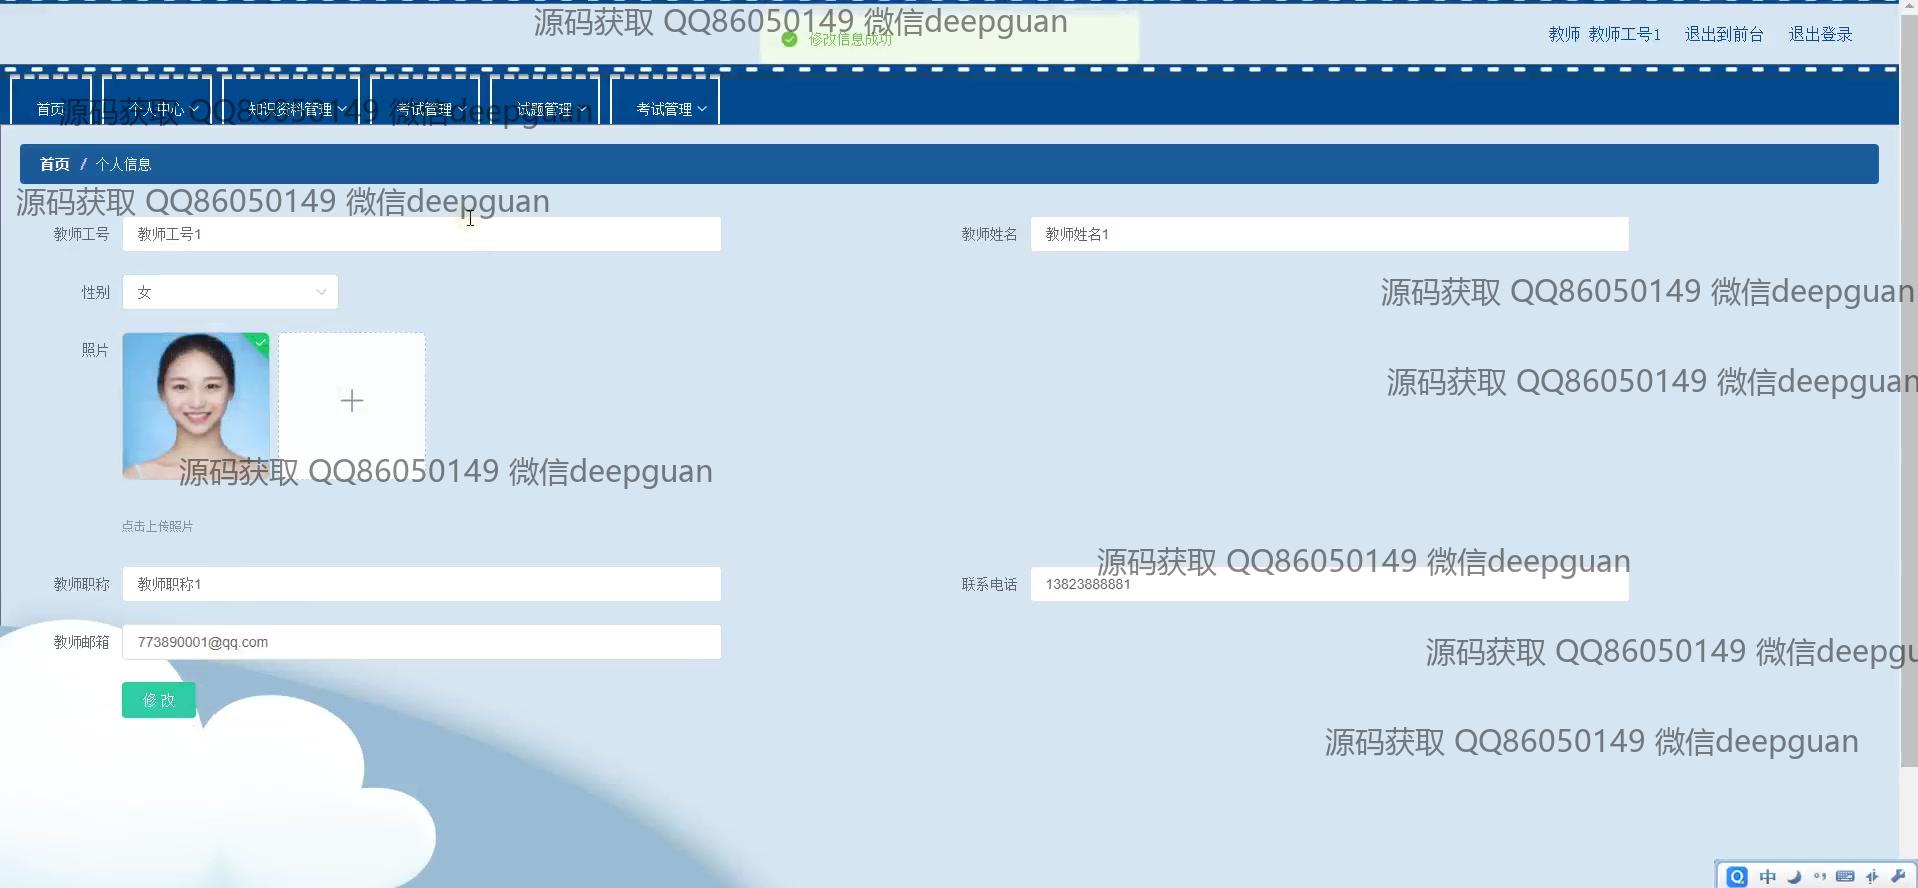 源码获取 QQ86050149 微信deepguan
修改信息成功
教师 教师工号1 退出到前台 退出登录
首页 个人中心 知识资料管理 考试管理 试题管理 考试管理
源码获取 QQ86050149 微信deepguan
首页 / 个人信息
源码获取 QQ86050149 微信deepguan
教师工号 教师工号1 教师姓名 教师姓名1
性别 女
源码获取 QQ86050149 微信deepguan
照片
源码获取 QQ86050149 微信deepguan
源码获取 QQ86050149 微信deepguan
点击上传照片
源码获取 QQ86050149 微信deepguan
教师职称 教师职称1 联系电话 13823888881
教师邮箱 773890001@qq.com
源码获取 QQ86050149 微信deepgu
修改
源码获取 QQ86050149 微信deepguan
中